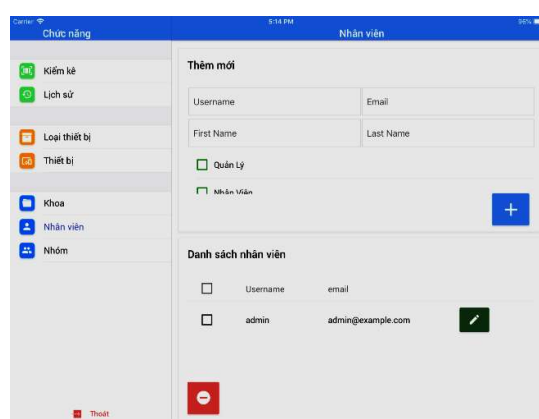 Carrier 5:14 PM 96%
Chức năng
Nhân viên
Kiểm kê
Lịch sử
Loại thiết bị
Thiết bị
Khoa
Nhân viên
Nhóm
Thoát
Thêm mới
Username Email
First Name Last Name
Quản Lý
Nhân Viên
Danh sách nhân viên
Username email
admin admin@example.com